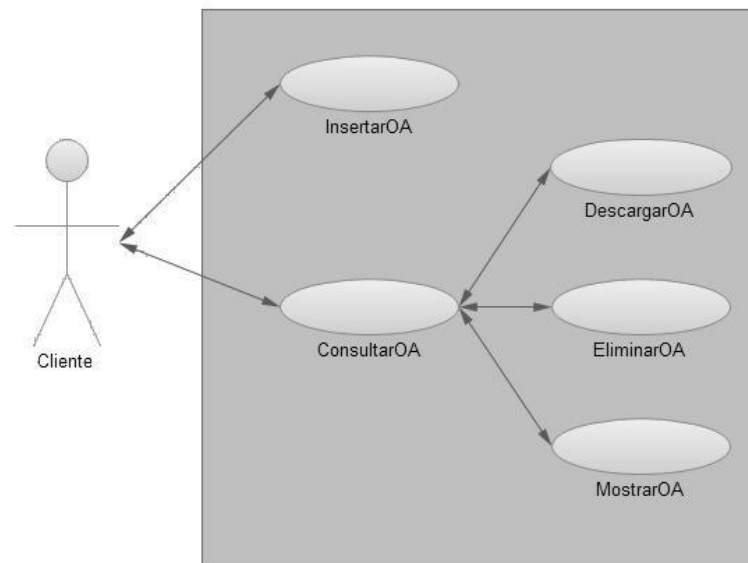 InsertarOA
DescargarOA
Cliente
ConsultarOA
EliminarOA
MostrarOA